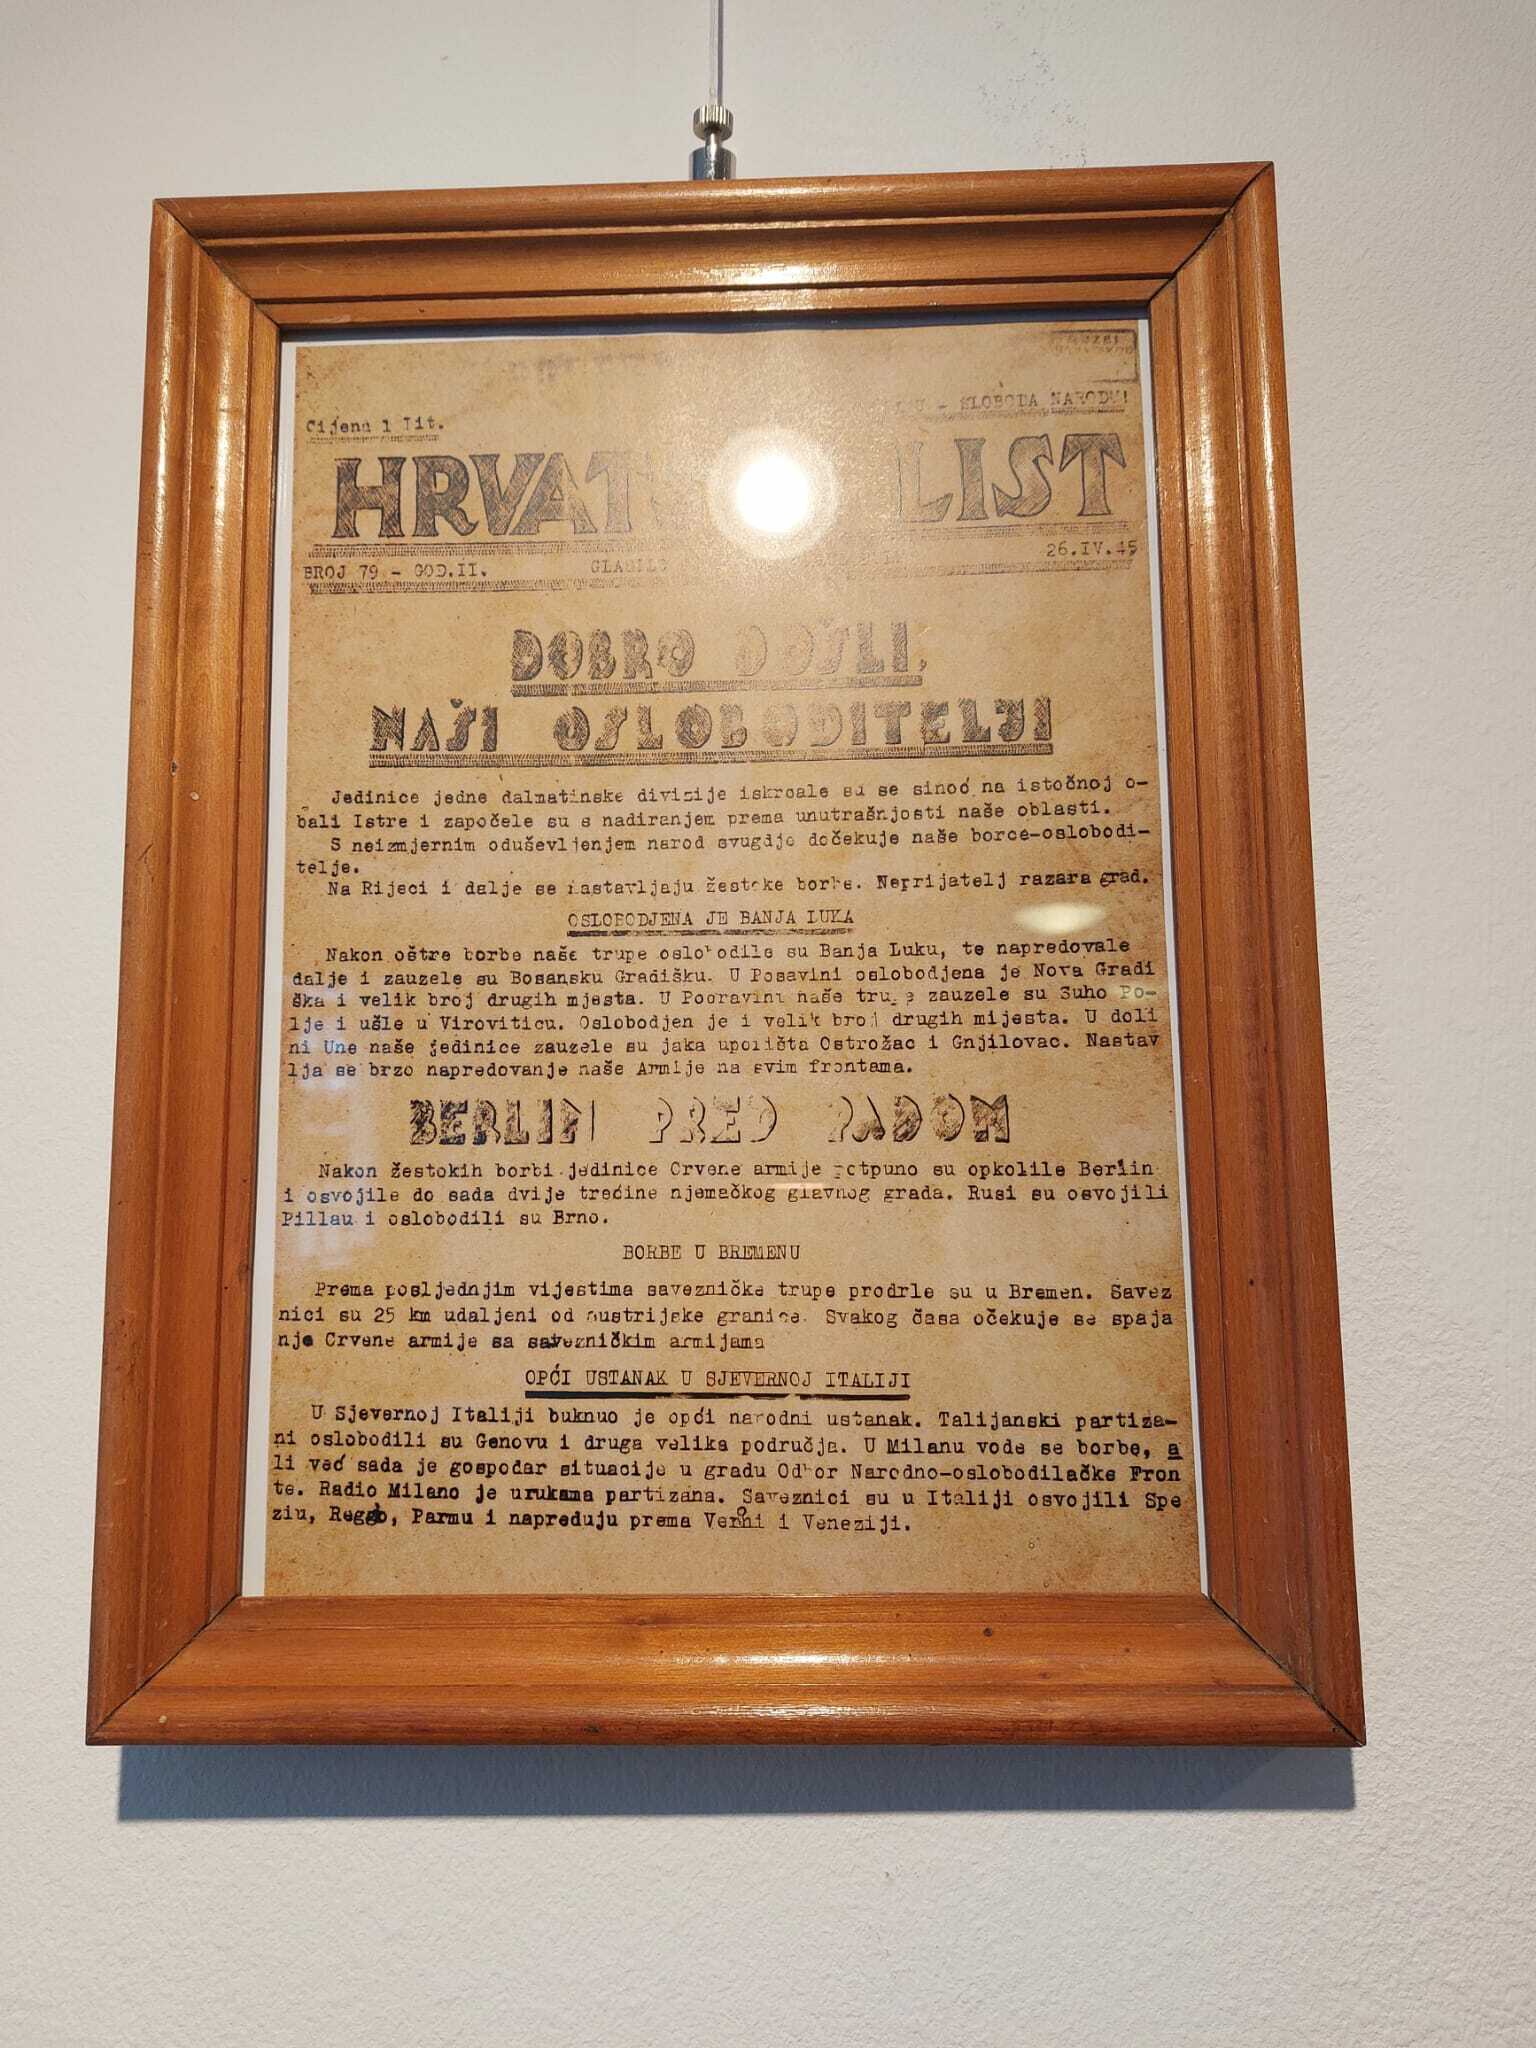 Cijena 1 lit.
- SLOBODA NARODU!
HRVATS LIST
BROJ 79 - GOD.II. GLASILO 26.IV.45
DOBRO DOŠLI,
NAŠI OSLOBODITELJI
Jedinice jedne dalmatinske divizije iskrcale su se sinoć na istočnoj o-
bali Istre i započele su s nadiranjem prema unutrašnjosti naše oblasti.
S neizmjernim oduševljenjem narod svugdje dočekuje naše borce-oslobodi-
telje.
Na Rijeci i dalje se nastavljaju žestoke borbe. Neprijatelj razara grad.
OSLOBODJENA JE BANJA LUKA
Nakon oštre borbe naše trupe oslobodile su Banja Luku, te napredovale
dalje i zauzele su Bosansku Gradišku. U Posavini oslobodjena je Nova Gradi
ška i velik broj drugih mjesta. U Podravini naše trupe zauzele su Suho Po-
lje i ušle u Viroviticu. Oslobodjen je i velik broj drugih mijesta. U doli
ni Une naše jedinice zauzele su jaka uporišta Ostrožac i Gnjilovac. Nastav
lja se brzo napredovanje naše Armije na svim frontama.
BERLIN PRED PADOM
Nakon žestokih borbi jedinice Crvene armije potpuno su opkolile Berlin
i osvojile do sada dvije trećine njemačkog glavnog grada. Rusi su osvojili
Pillau i oslobodili su Brno.
BORBE U BREMENU
Prema posljednjim vijestima savezničke trupe prodrle su u Bremen. Savez
nici su 25 km udaljeni od austrijske granice. Svakog časa očekuje se spaja
nje Crvene armije sa savezničkim armijama
OPĆI USTANAK U SJEVERNOJ ITALIJI
U Sjevernoj Italiji buknuo je opći narodni ustanak. Talijanski partiza-
ni oslobodili su Genovu i druga velika područja. U Milanu vode se borbe, a
li već sada je gospodar situacije u gradu Odbor Narodno-oslobodilačke Fron
te. Radio Milano je urukama partizana. Saveznici su u Italiji osvojili Spe
ziu, Reggo, Parmu i napreduju prema Veroni i Veneziji.